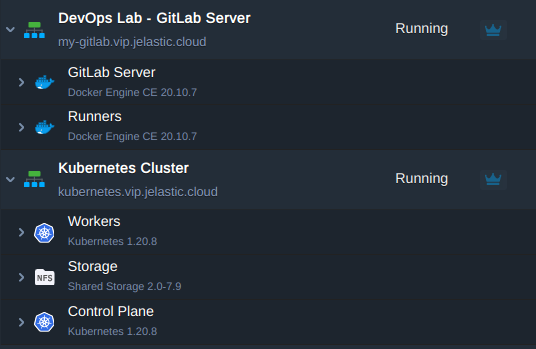 DevOps Lab - GitLab Server
Running
my-gitlab.vip.jelastic.cloud
GitLab Server
Docker Engine CE 20.10.7
Runners
Docker Engine CE 20.10.7
Kubernetes Cluster
Running
kubernetes.vip.jelastic.cloud
Workers
Kubernetes 1.20.8
NFS
Storage
Shared Storage 2.0-7.9
Control Plane
Kubernetes 1.20.8